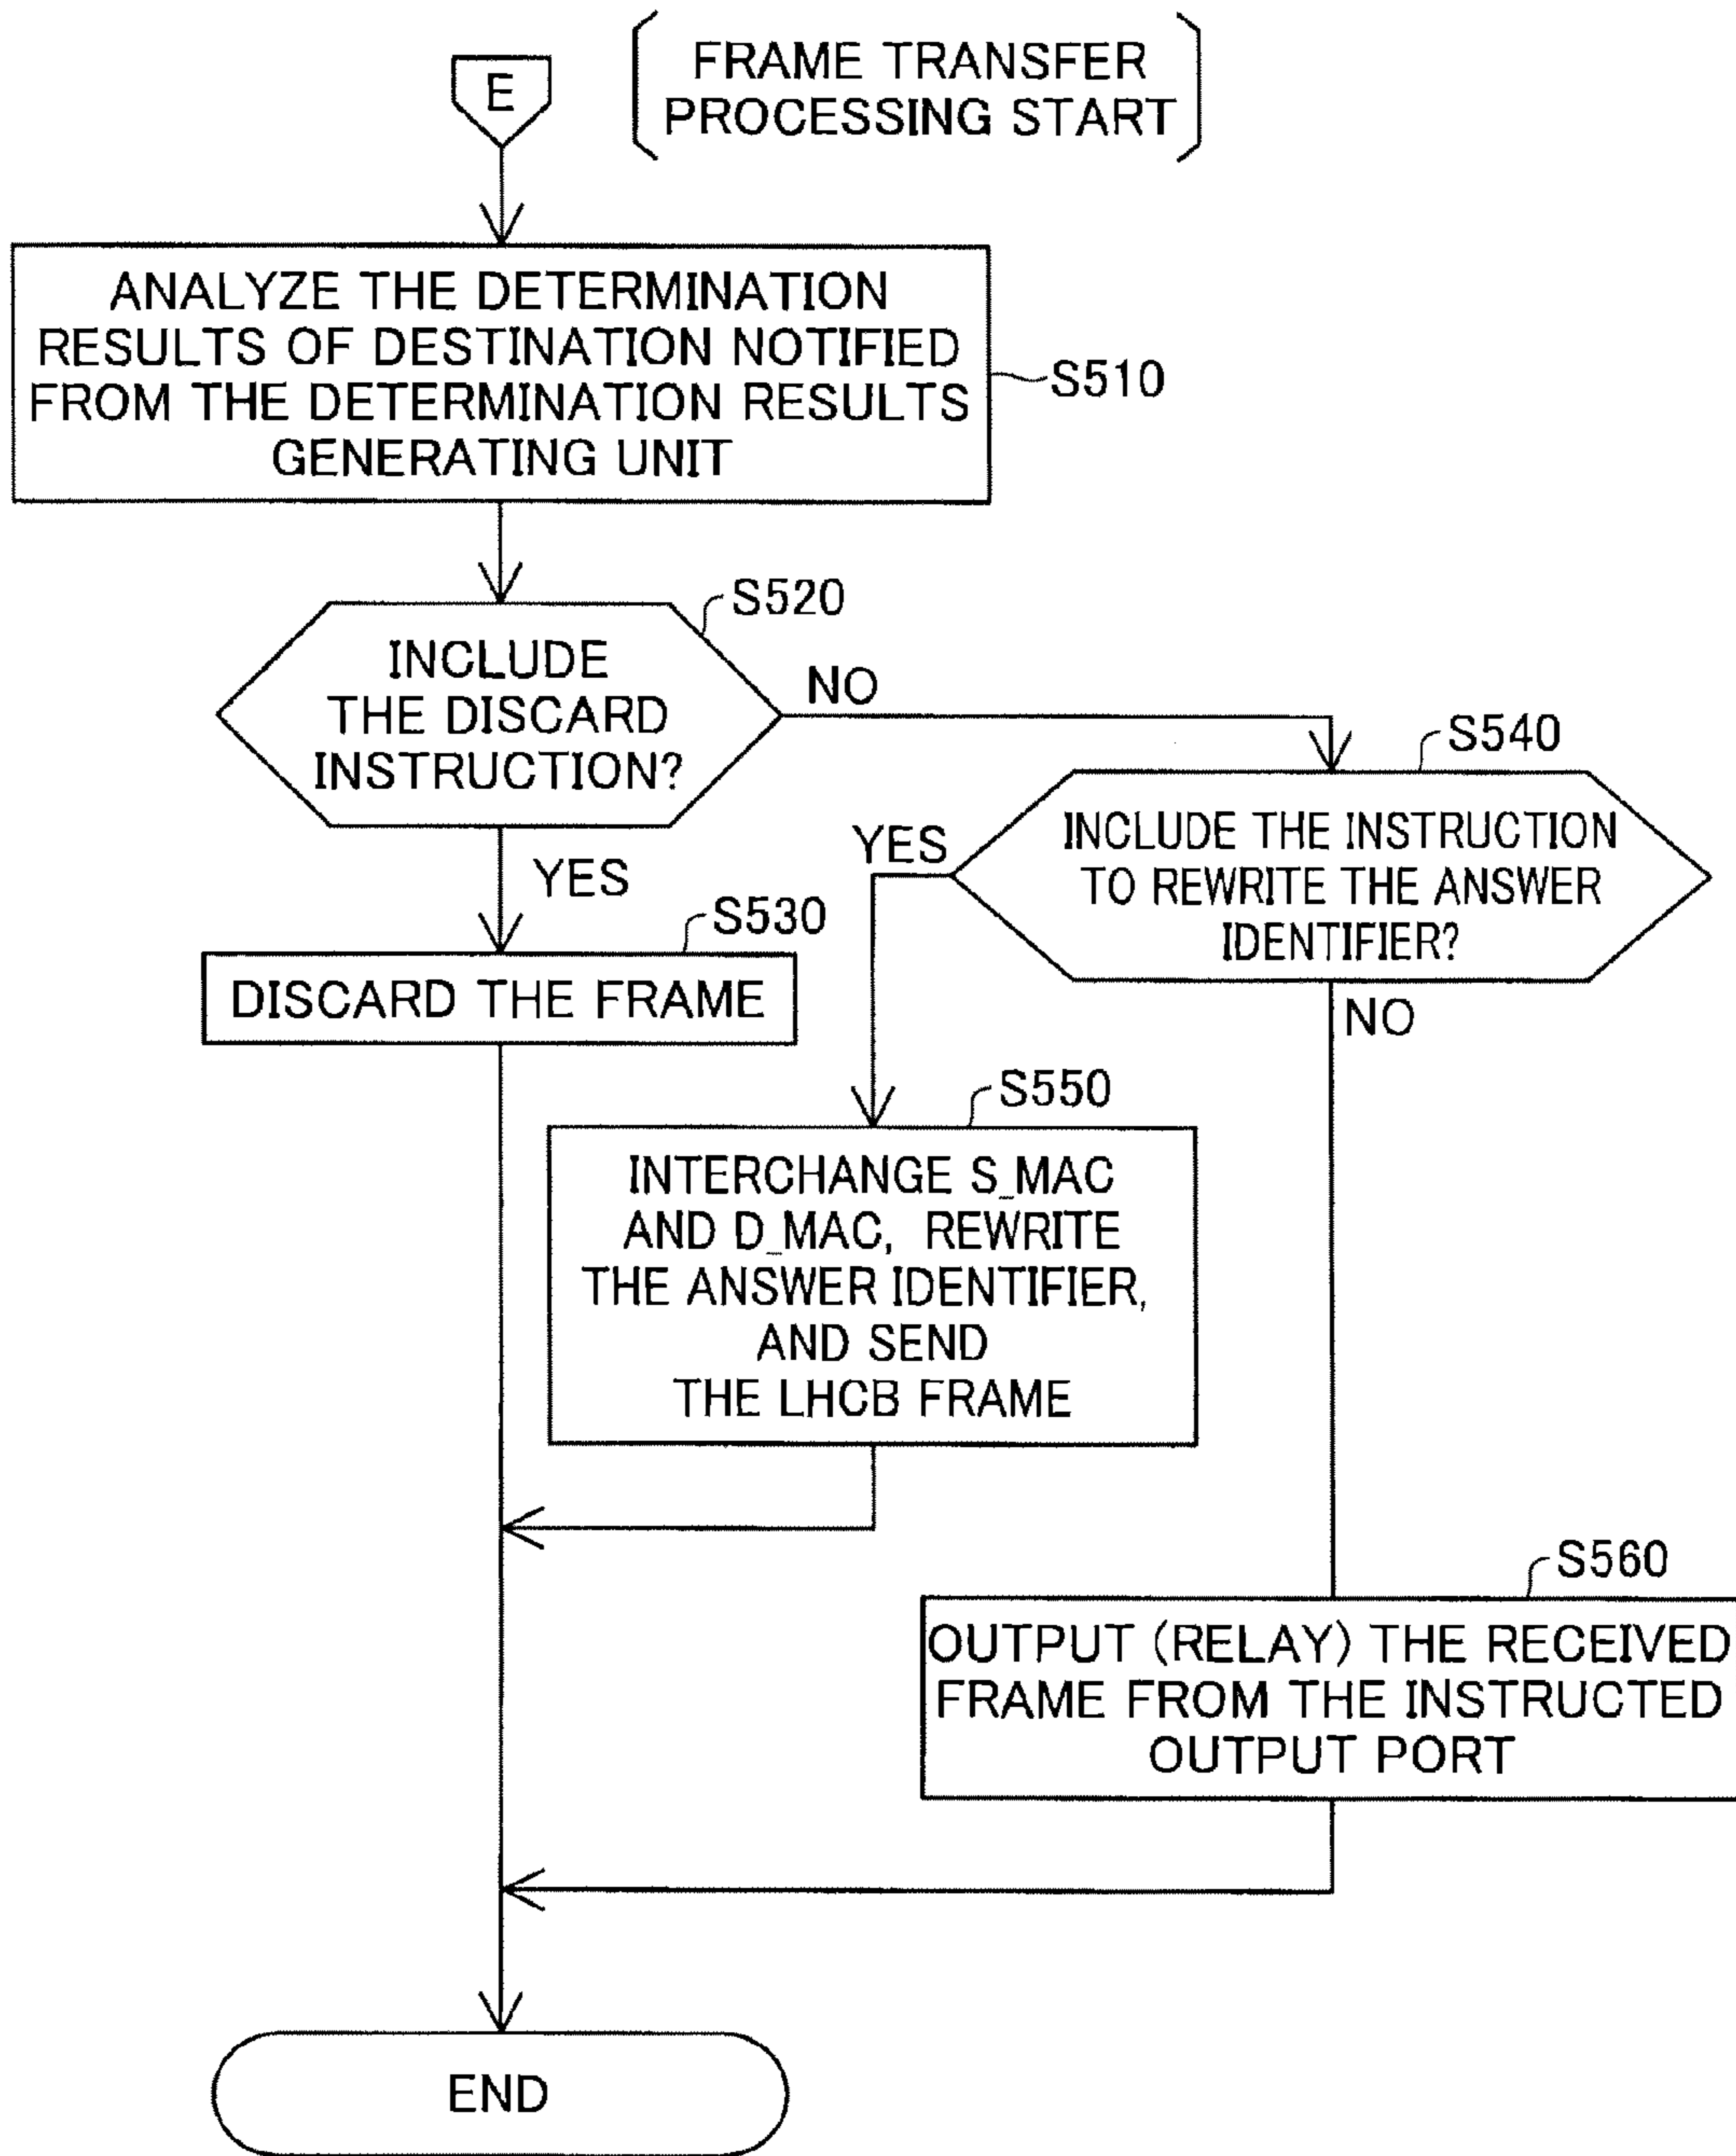 E
FRAME TRANSFER
PROCESSING START
ANALYZE THE DETERMINATION
RESULTS OF DESTINATION NOTIFIED
FROM THE DETERMINATION RESULTS
GENERATING UNIT
S510
S520
INCLUDE
THE DISCARD
INSTRUCTION?
NO
YES
S540
INCLUDE THE INSTRUCTION
TO REWRITE THE ANSWER
IDENTIFIER?
YES
NO
S530
DISCARD THE FRAME
S550
INTERCHANGE S_MAC
AND D_MAC, REWRITE
THE ANSWER IDENTIFIER,
AND SEND
THE LHCB FRAME
S560
OUTPUT (RELAY) THE RECEIVED
FRAME FROM THE INSTRUCTED
OUTPUT PORT
END